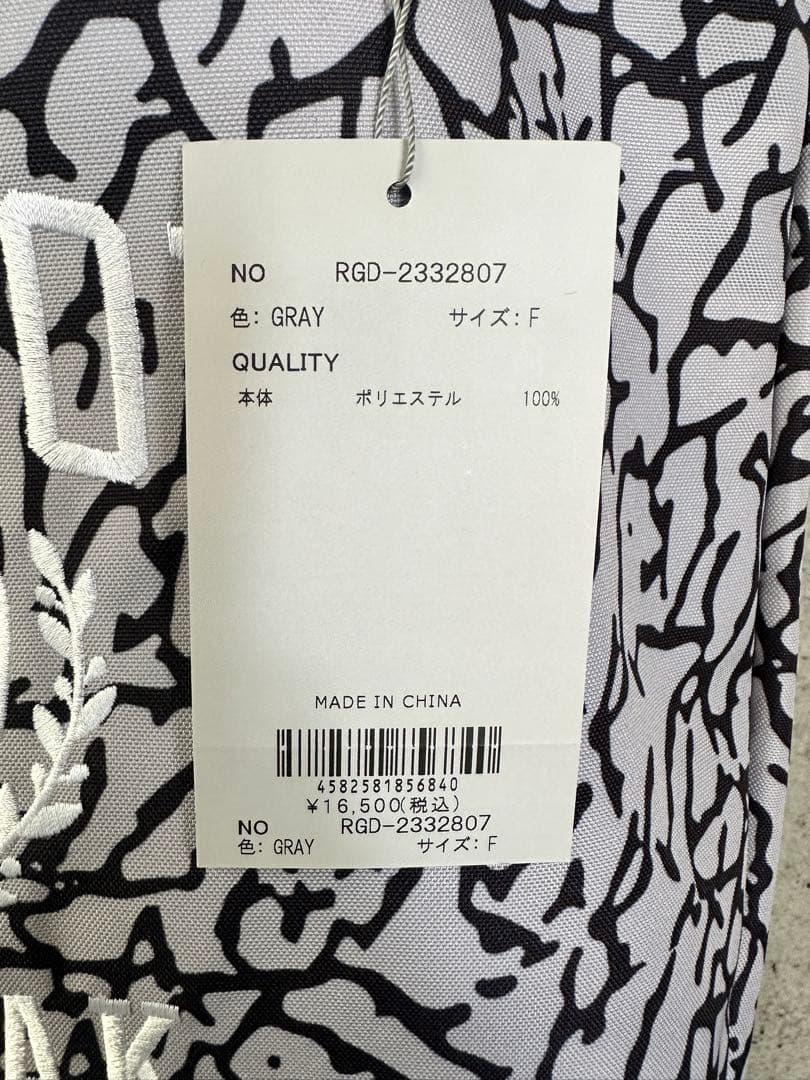 NO RGD-2332807
色: GRAY サイズ: F
QUALITY
本体 ポリエステル 100%
MADE IN CHINA
4582581856840
¥16,500(税込)
NO RGD-2332807
色: GRAY サイズ: F
AK